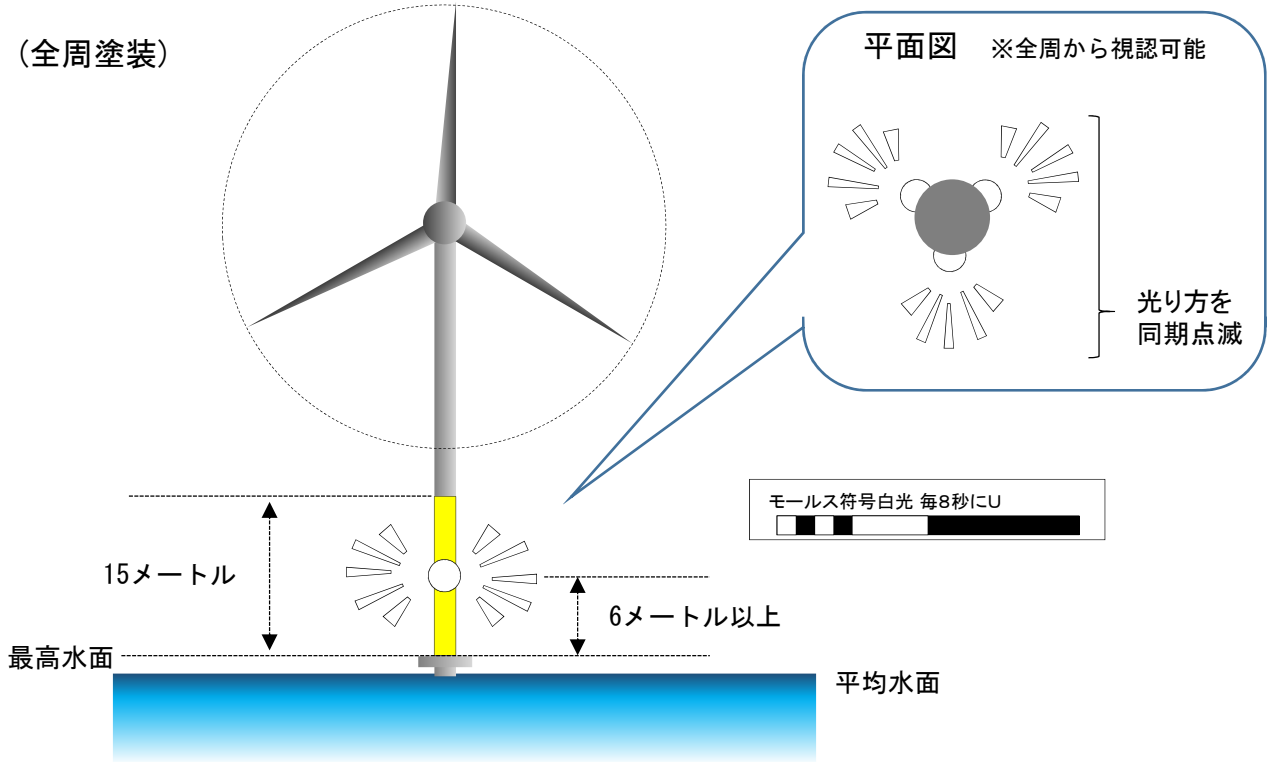 (全周塗装)
平面図 ※全周から視認可能
光り方を
同期点滅
モールス符号白光 毎8秒にU
15メートル
6メートル以上
最高水面
平均水面